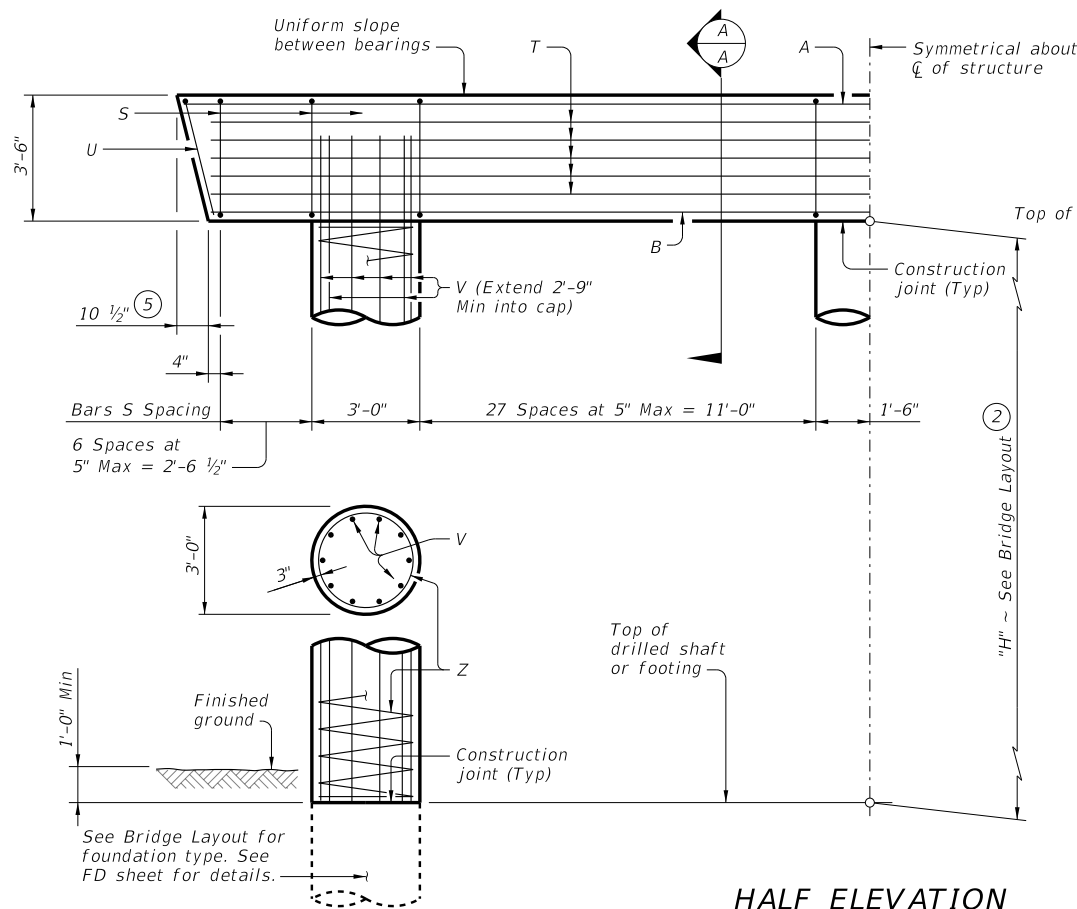 Uniform slope
between bearings
T
A
A
A
Symmetrical about
℄ of structure
S
U
3'-6"
B
Top of
V (Extend 2'-9"
Min into cap)
Construction
joint (Typ)
10 ½"
5
4"
Bars S Spacing
3'-0"
27 Spaces at 5" Max = 11'-0"
1'-6"
6 Spaces at
5" Max = 2'-6 ½"
"H" ~ See Bridge Layout
2
3'-0"
V
3"
Z
Top of
drilled shaft
or footing
1'-0" Min
Finished
ground
Construction
joint (Typ)
See Bridge Layout for
foundation type. See
FD sheet for details.
HALF ELEVATION